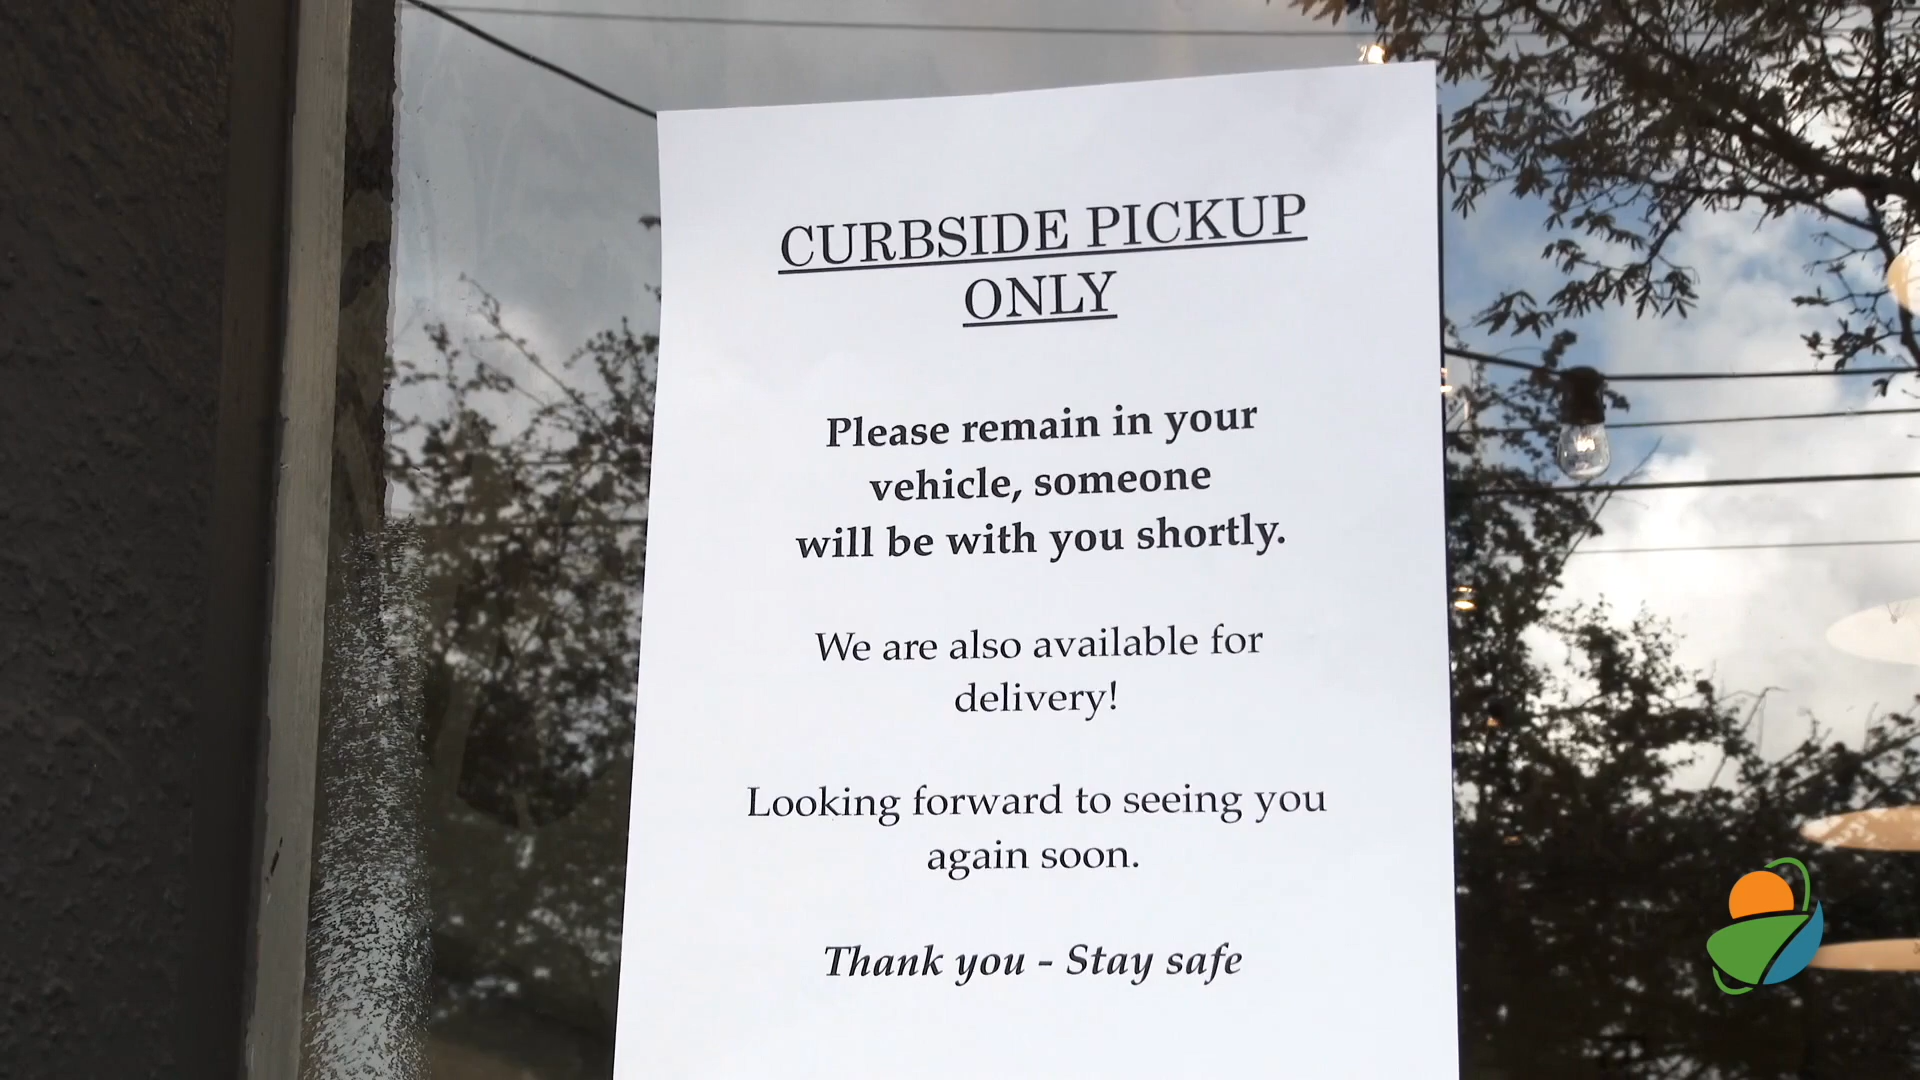 CURBSIDE PICKUP
ONLY
Please remain in your
vehicle, someone
will be with you shortly.
We are also available for
delivery!
Looking forward to seeing you
again soon.
Thank you - Stay safe